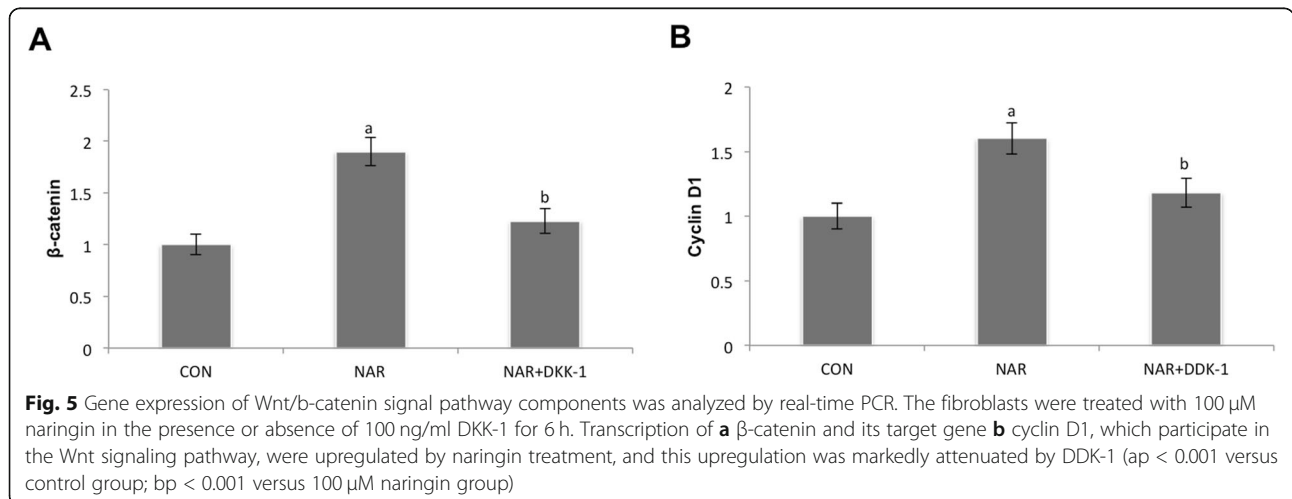 A
B
2.5
2
1.5
1
0.5
0
β-catenin
a
b
CON NAR NAR+DKK-1
2
1.5
1
0.5
0
Cyclin D1
a
b
CON NAR NAR+DDK-1
Fig. 5 Gene expression of Wnt/b-catenin signal pathway components was analyzed by real-time PCR. The fibroblasts were treated with 100 μM
naringin in the presence or absence of 100 ng/ml DKK-1 for 6 h. Transcription of a β-catenin and its target gene b cyclin D1, which participate in
the Wnt signaling pathway, were upregulated by naringin treatment, and this upregulation was markedly attenuated by DDK-1 (ap < 0.001 versus
control group; bp < 0.001 versus 100 μM naringin group)